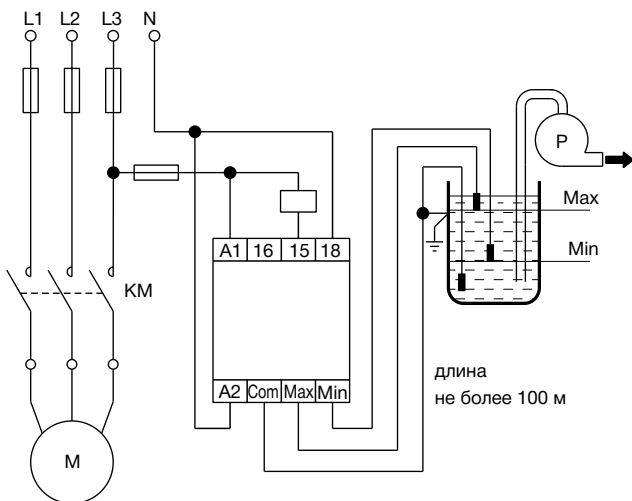 L1 L2 L3 N
P
Max
Min
A1 16 15 18
KM
A2 Com Max Min
длина
не более 100 м
M